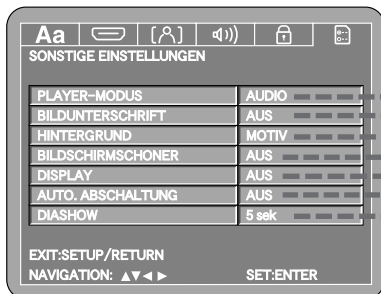 Aa
SONSTIGE EINSTELLUNGEN
PLAYER-MODUS AUDIO
BILDUNTERSCHRIFT AUS
HINTERGRUND MOTIV
BILDSCHIRMSCHONER AUS
DISPLAY AUS
AUTO. ABSCHALTUNG AUS
DIASHOW 5 sek
EXIT:SETUP/RETURN
NAVIGATION: ▲▼◄► SET:ENTER